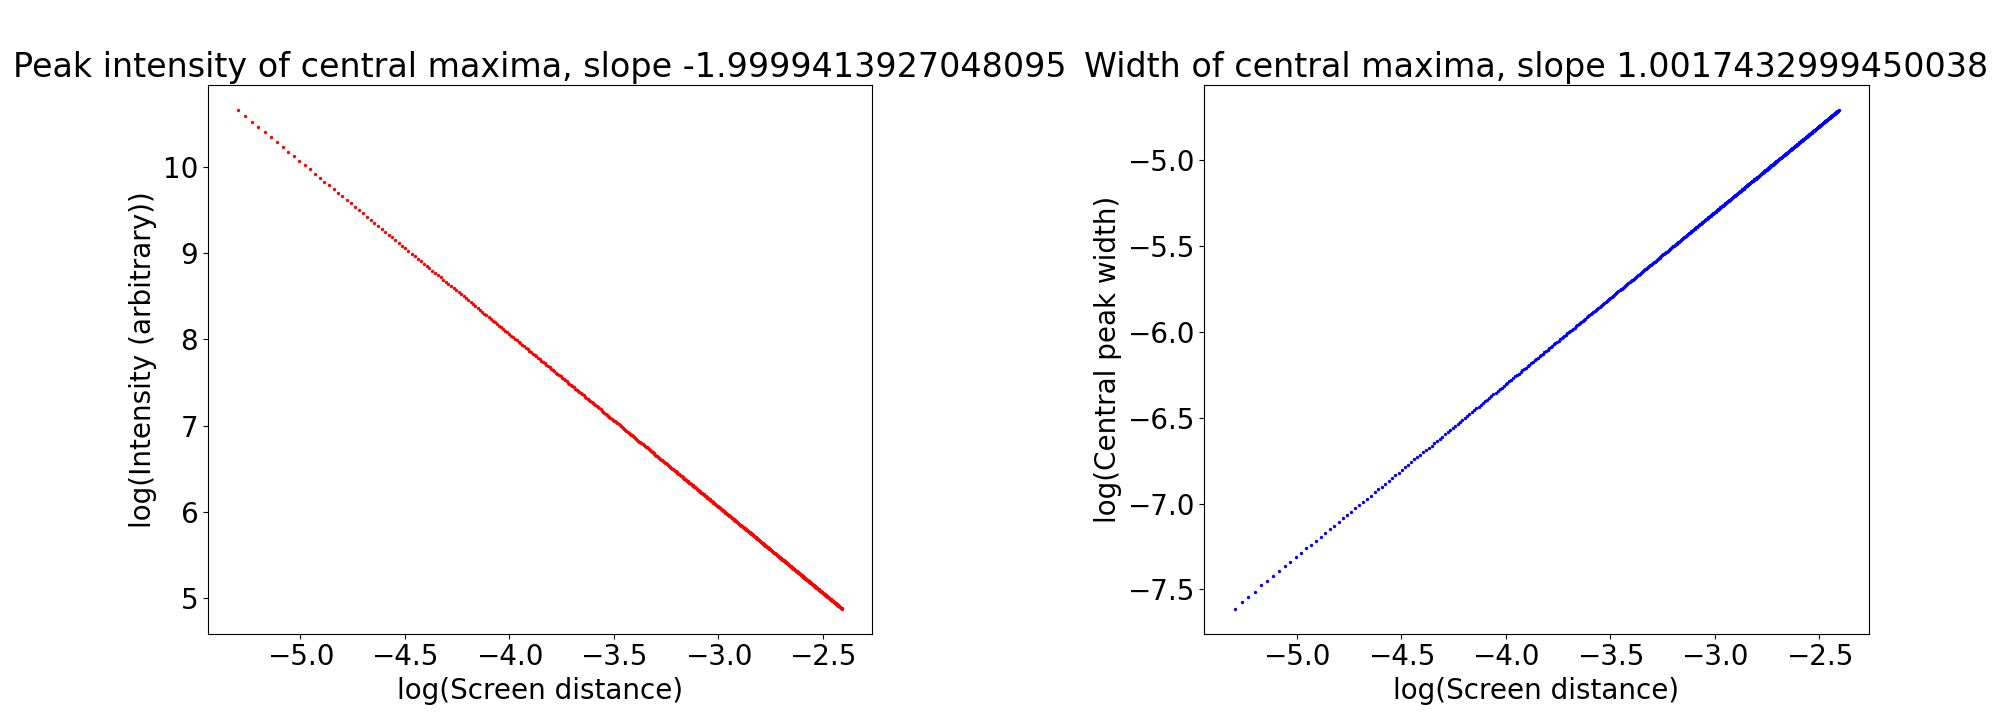 Peak intensity of central maxima, slope -1.9999413927048095
log(Intensity (arbitrary))
10
9
8
7
6
5
−5.0 −4.5 −4.0 −3.5 −3.0 −2.5
log(Screen distance)
Width of central maxima, slope 1.0017432999450038
log(Central peak width)
−5.0
−5.5
−6.0
−6.5
−7.0
−7.5
−5.0 −4.5 −4.0 −3.5 −3.0 −2.5
log(Screen distance)